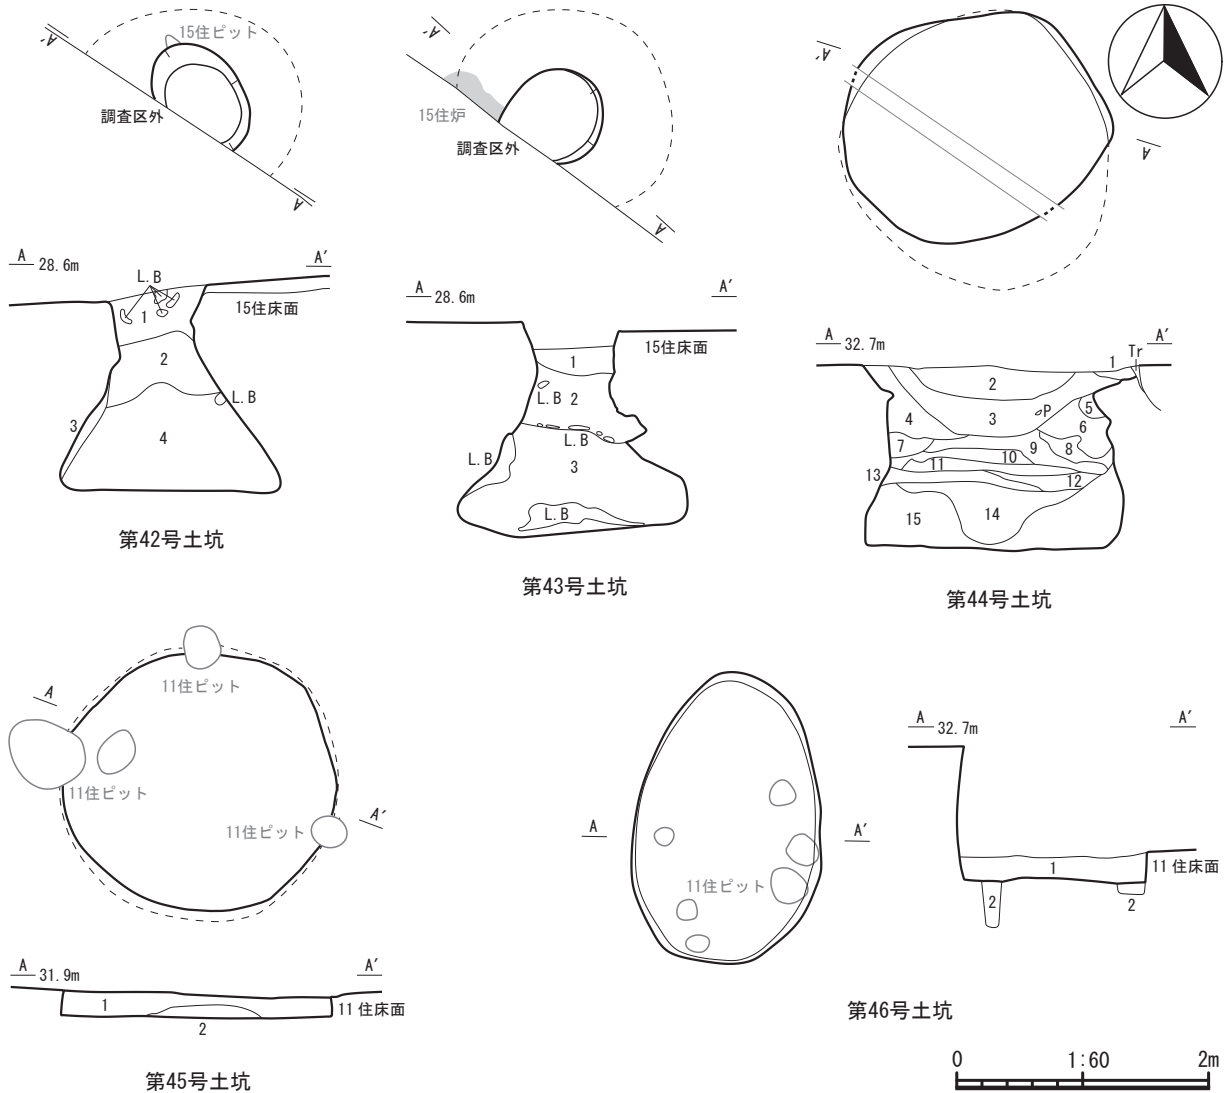 A'
15住ピット
調査区外
A
A
28.6m
A'
L.B
1
15住床面
2
L.B
3
4
第42号土坑
A'
15住炉
調査区外
A
A
28.6m
A'
15住床面
1
L.B
2
L.B
L.B
3
L.B
第43号土坑
A'
A
A
32.7m
A'
1
Tr
2
P
3
4
5
6
7
8
9
10
11
12
13
14
15
第44号土坑
A
11住ピット
11住ピット
11住ピット
A'
A
31.9m
A'
1
2
11住床面
第45号土坑
A
A'
11住ピット
A
32.7m
A'
1
11住床面
2
2
第46号土坑
0
1:60
2m